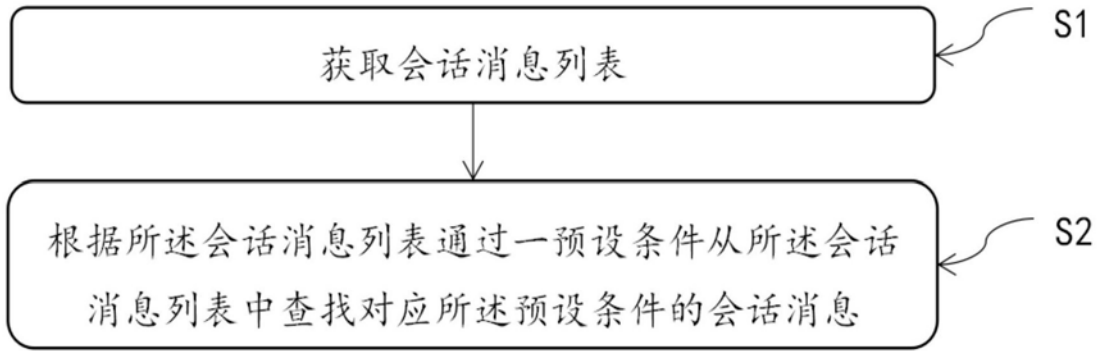 获取会话消息列表
S1
根据所述会话消息列表通过一预设条件从所述会话
消息列表中查找对应所述预设条件的会话消息
S2